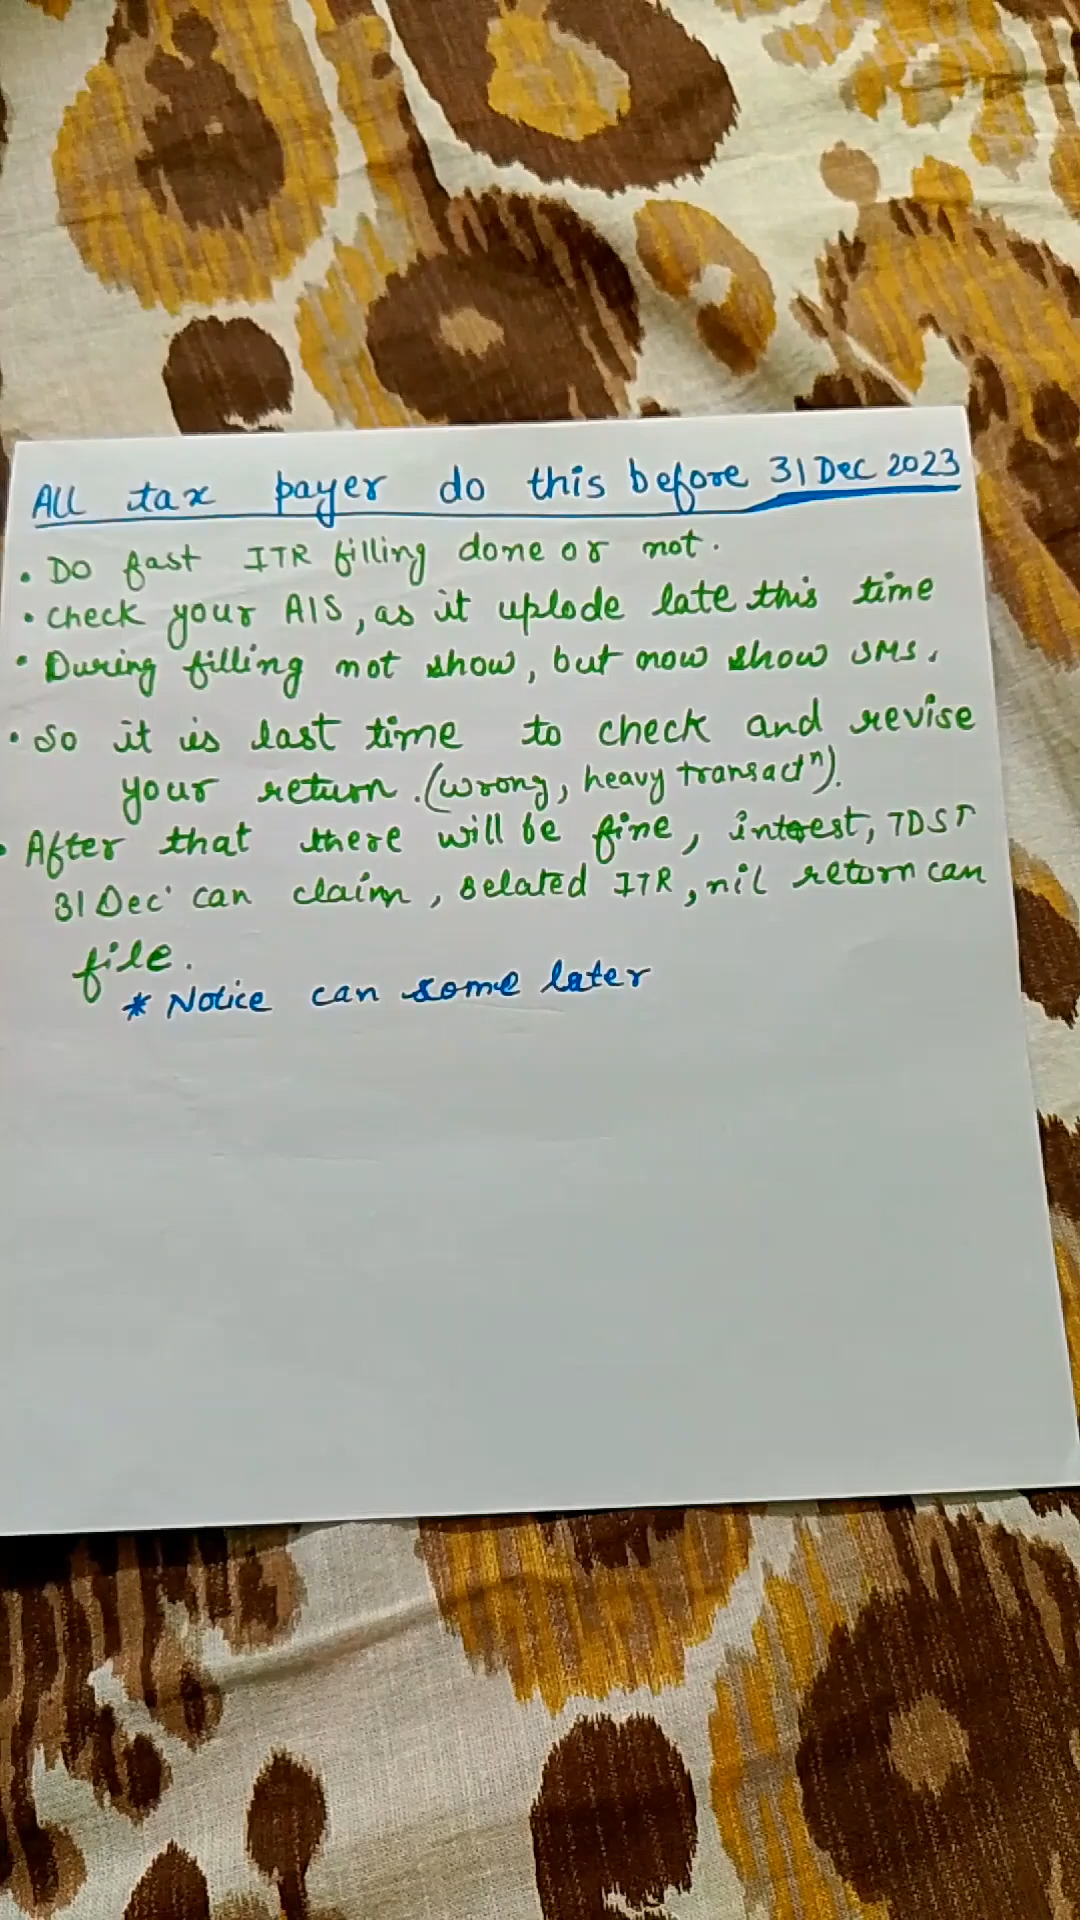 All tax payer do this before 31 Dec 2023
• Do fast ITR filling done or not.
• check your AIS, as it uplode late this time
• During filling not show, but now show SMS.
• So it is last time to check and revise
your return. (wrong, heavy transactⁿ).
• After that there will be fine, interest, TDS↑
31 Dec' can claim, belated ITR, nil return can
file.
* Notice can some later